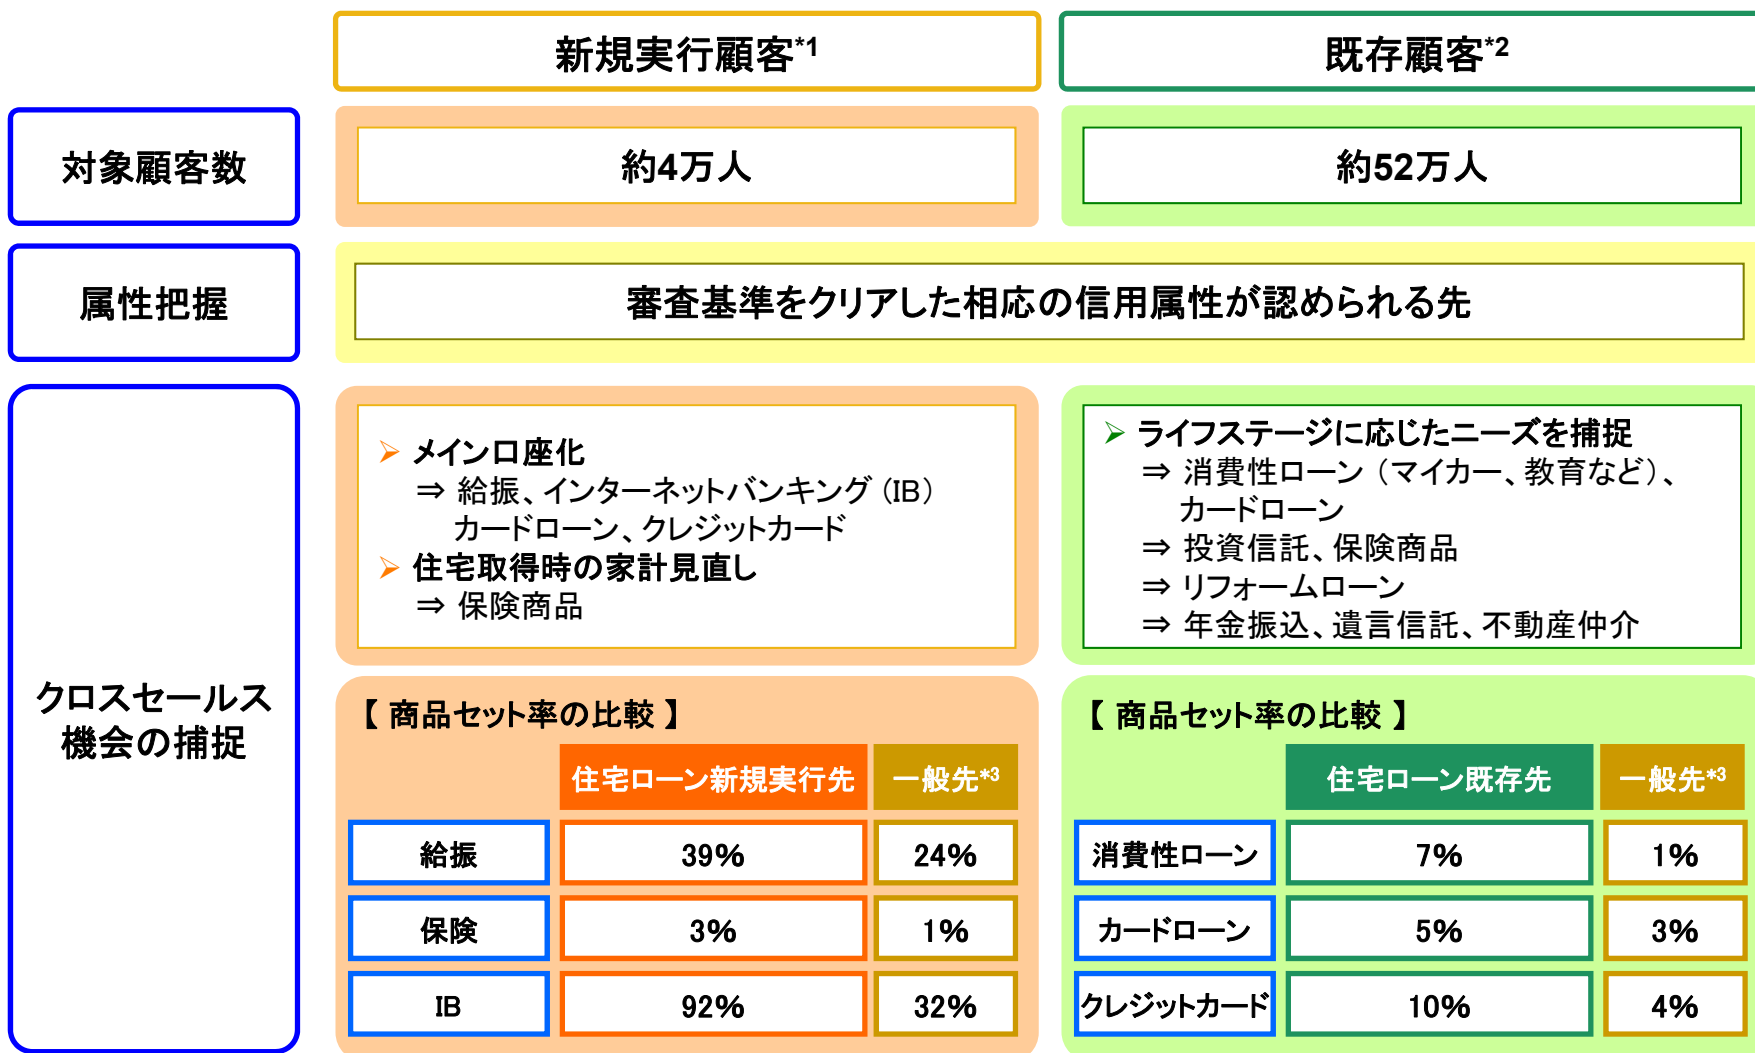 新規実行顧客*1
既存顧客*2
対象顧客数
約4万人
約52万人
属性把握
審査基準をクリアした相応の信用属性が認められる先
クロスセールス
機会の捕捉
➢ メイン口座化
⇒ 給振、インターネットバンキング(IB)
カードローン、クレジットカード
➢ 住宅取得時の家計見直し
⇒ 保険商品
➢ ライフステージに応じたニーズを捕捉
⇒ 消費性ローン(マイカー、教育など)、
カードローン
⇒ 投資信託、保険商品
⇒ リフォームローン
⇒ 年金振込、遺言信託、不動産仲介
【 商品セット率の比較 】
住宅ローン新規実行先 一般先*3
給振 39% 24%
保険 3% 1%
IB 92% 32%
【 商品セット率の比較 】
住宅ローン既存先 一般先*3
消費性ローン 7% 1%
カードローン 5% 3%
クレジットカード 10% 4%